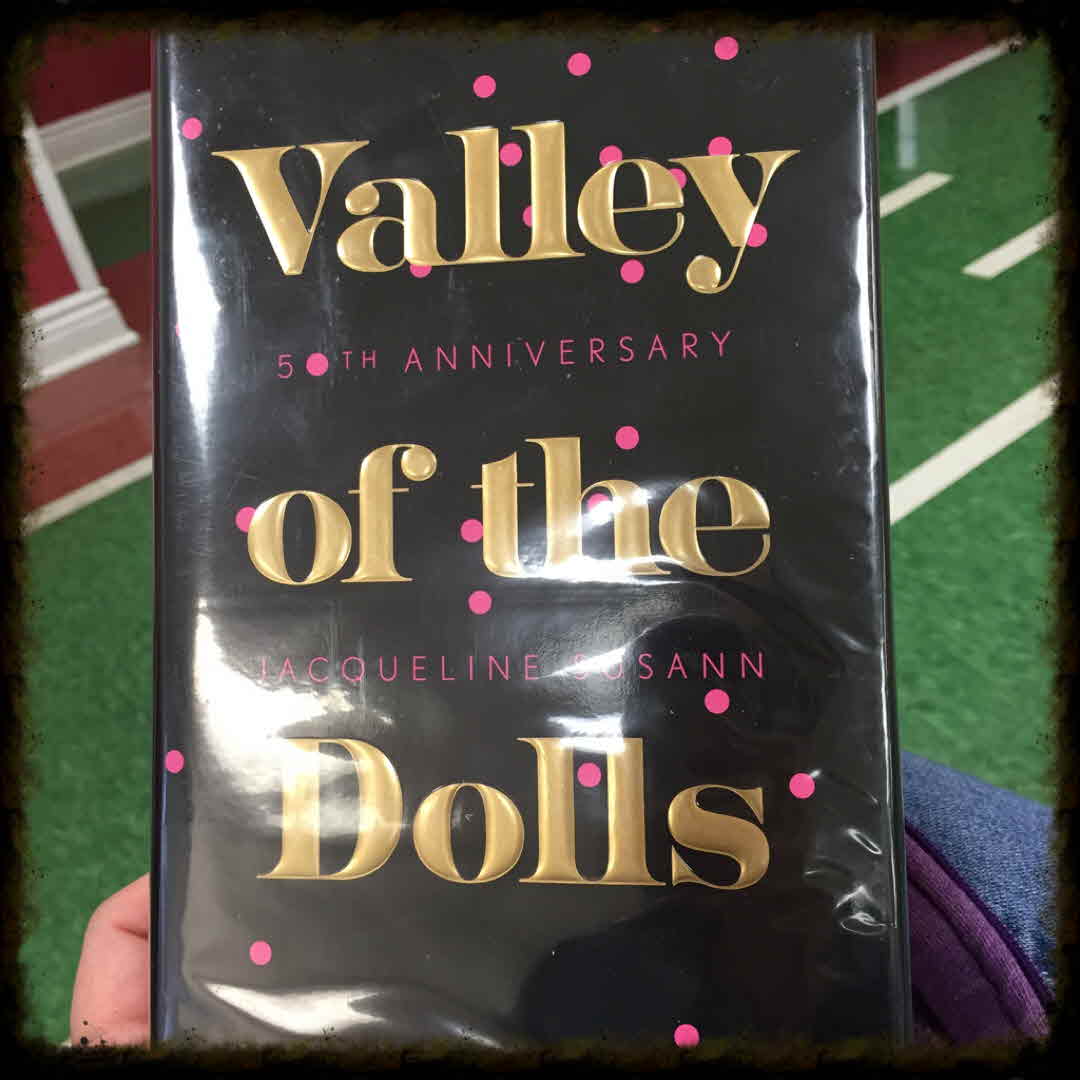 Valley
50TH ANNIVERSARY
of the
JACQUELINE SUSANN
Dolls